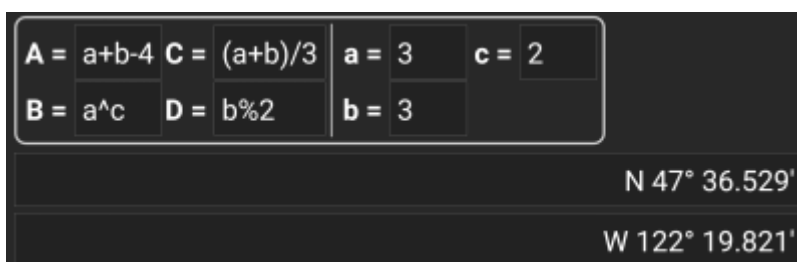 A = a+b-4 C = (a+b)/3 a = 3 c = 2
B = a^c D = b%2 b = 3
N 47° 36.529'
W 122° 19.821'